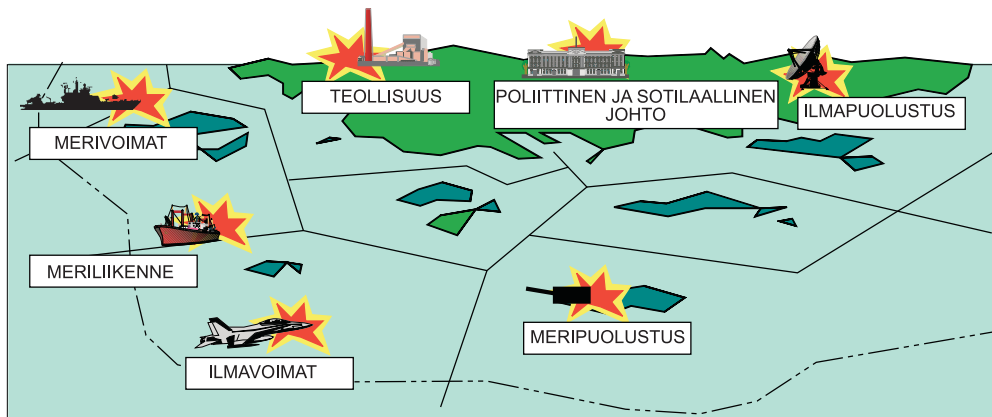 TEOLLISUUS
POLIITTINEN JA SOTILAALLINEN
JOHTO
ILMAPUOLUSTUS
MERIVOIMAT
MERILIIKENNE
MERIPUOLUSTUS
ILMAVOIMAT